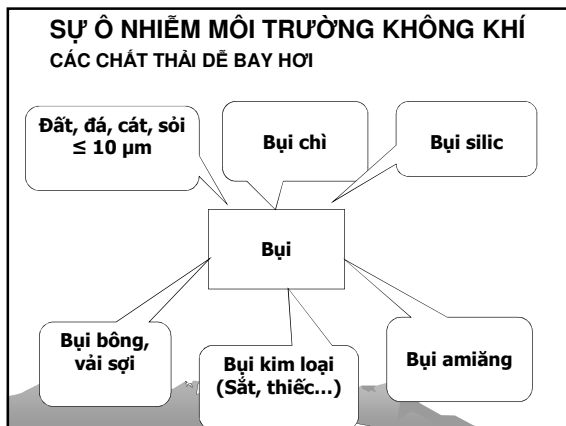 SỰ Ô NHIỄM MÔI TRƯỜNG KHÔNG KHÍ
CÁC CHẤT THẢI DỄ BAY HƠI
Đất, đá, cát, sỏi
≤ 10 µm
Bụi chì
Bụi silic
Bụi
Bụi bông,
vải sợi
Bụi kim loại
(Sắt, thiếc...)
Bụi amiăng